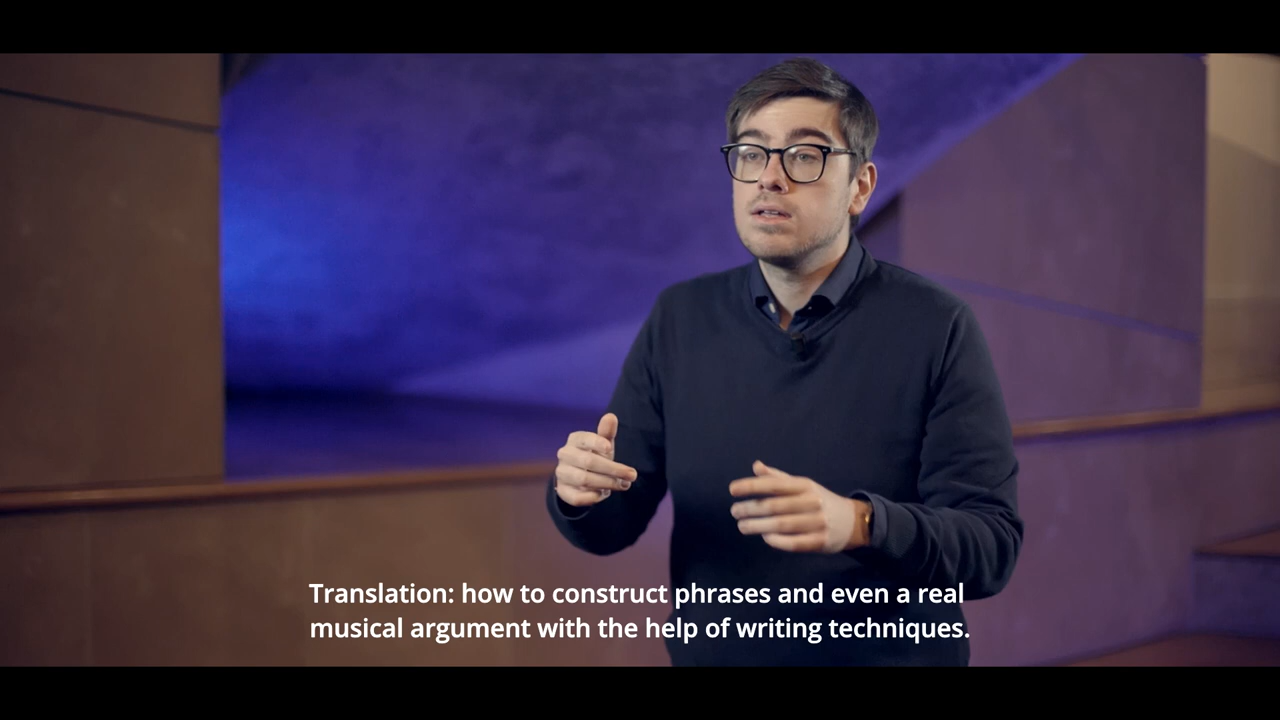 Translation: how to construct phrases and even a real
musical argument with the help of writing techniques.